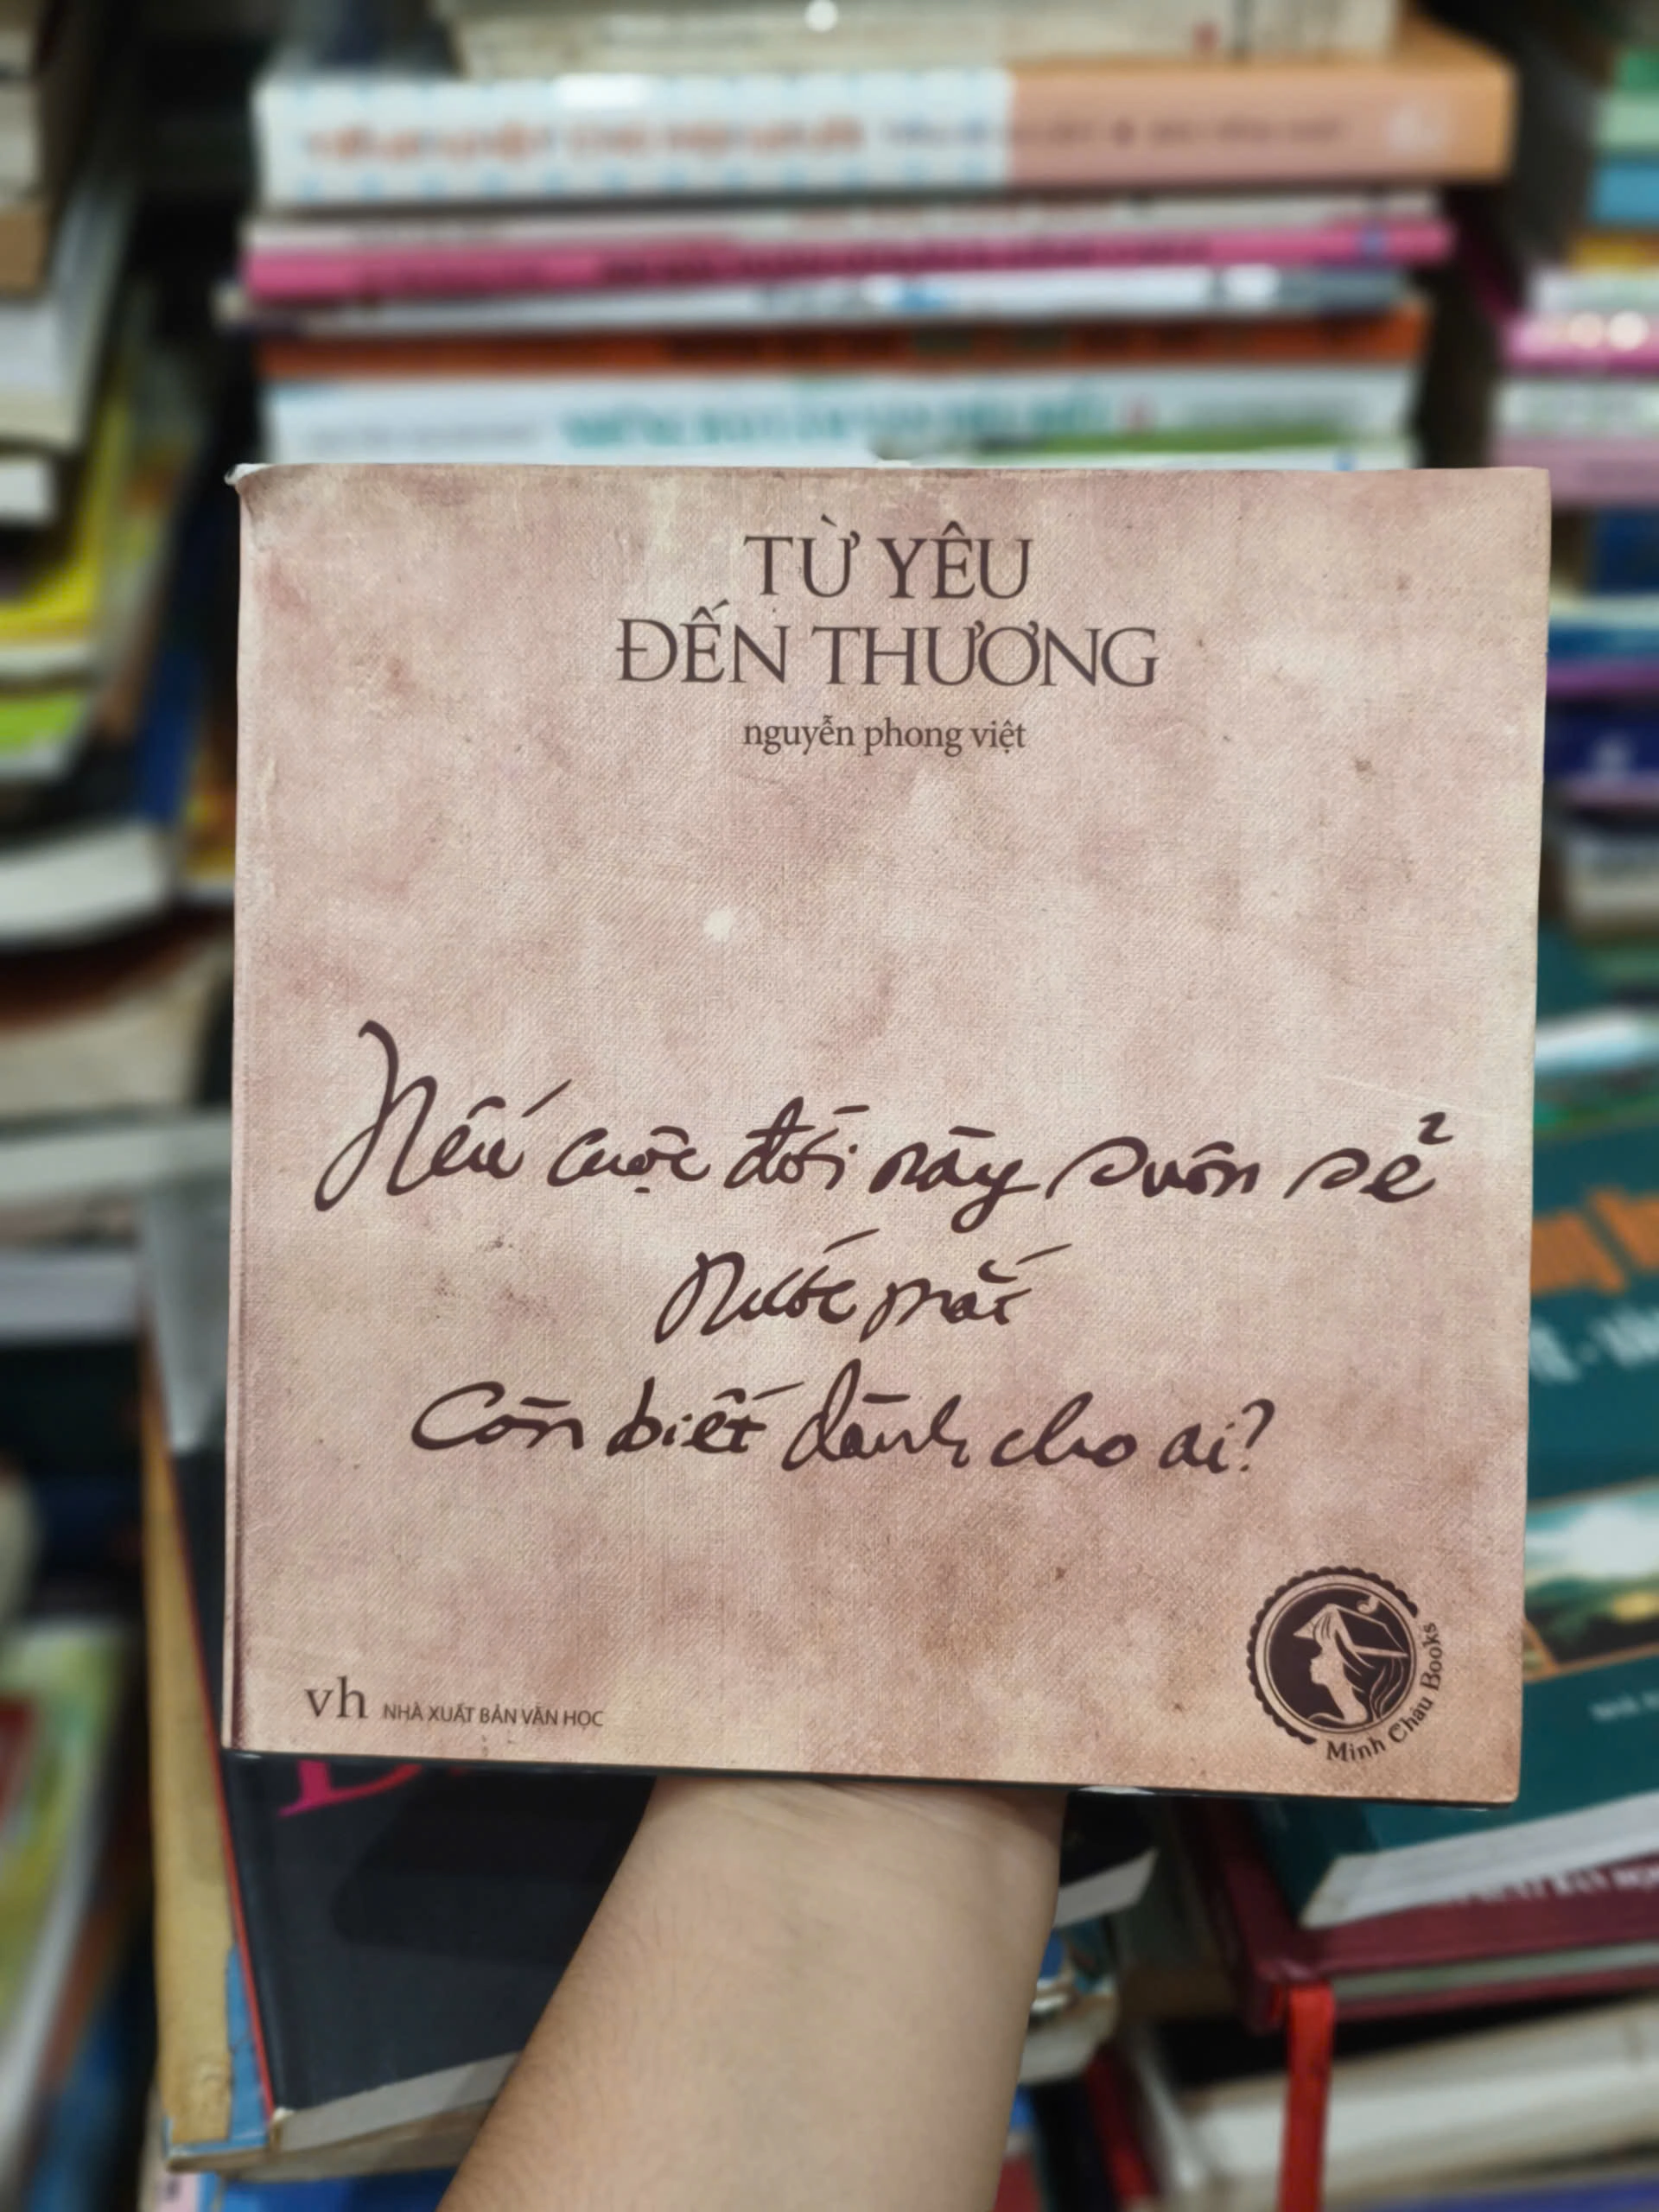 TỪ YÊU
ĐẾN THƯƠNG
nguyễn phong việt
Nếu cuộc đời này suôn sẻ
Nước mắt
Còn biết dành cho ai?
vh NHÀ XUẤT BẢN VĂN HỌC
Minh Châu Books